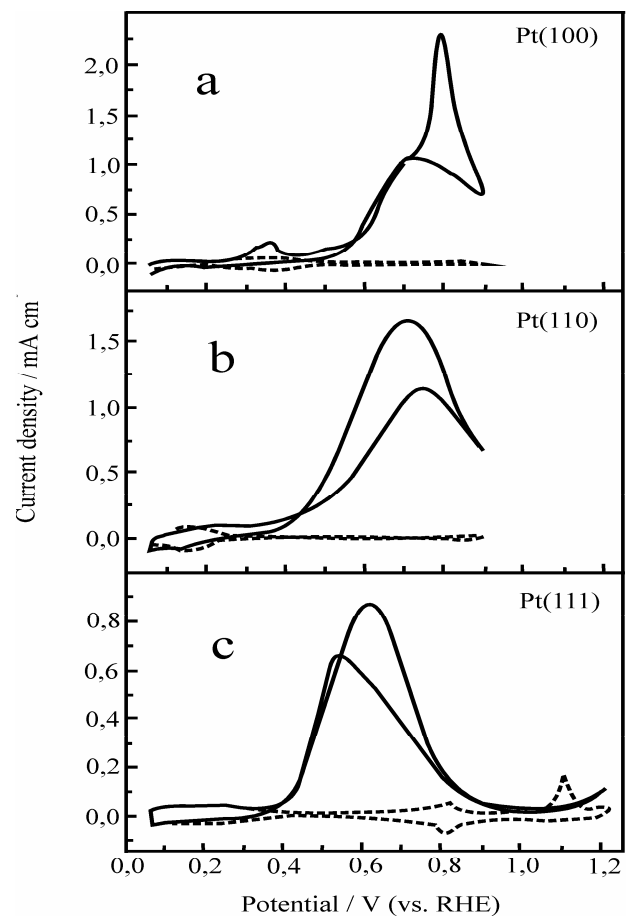 Pt(100)
a
2,0
1,5
1,0
0,5
0,0
Pt(110)
b
1,5
1,0
0,5
0,0
Current density / mA cm
Pt(111)
c
0,8
0,6
0,4
0,2
0,0
0,0 0,2 0,4 0,6 0,8 1,0 1,2
Potential / V (vs. RHE)